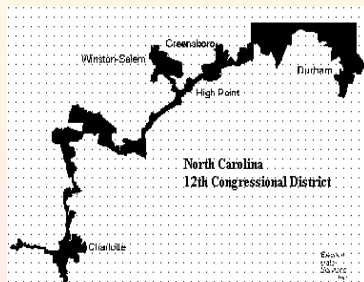 Greensboro
Winston-Salem
Durham
High Point
North Carolina
12th Congressional District
Charlotte